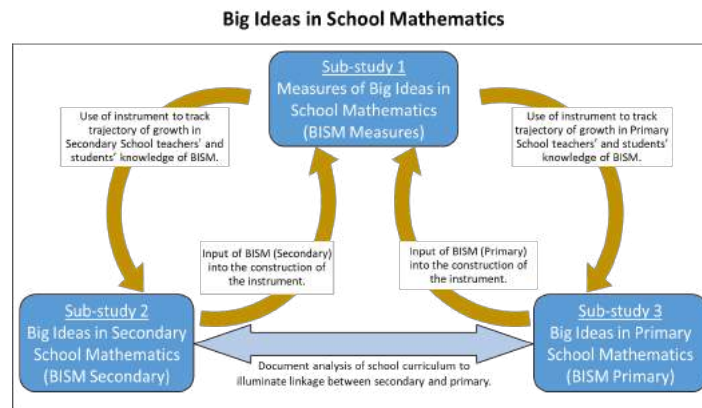 Big Ideas in School Mathematics
Sub-study 1
Measures of Big Ideas in
School Mathematics
(BISM Measures)
Use of instrument to track
trajectory of growth in
Secondary School teachers' and
students' knowledge of BISM.
Use of instrument to track
trajectory of growth in Primary
School teachers' and students'
knowledge of BISM.
Input of BISM (Secondary)
into the construction of
the instrument.
Input of BISM (Primary)
into the construction of
the instrument.
Sub-study 2
Big Ideas in Secondary
School Mathematics
(BISM Secondary)
Sub-study 3
Big Ideas in Primary
School Mathematics
(BISM Primary)
Document analysis of school curriculum to
illuminate linkage between secondary and primary.